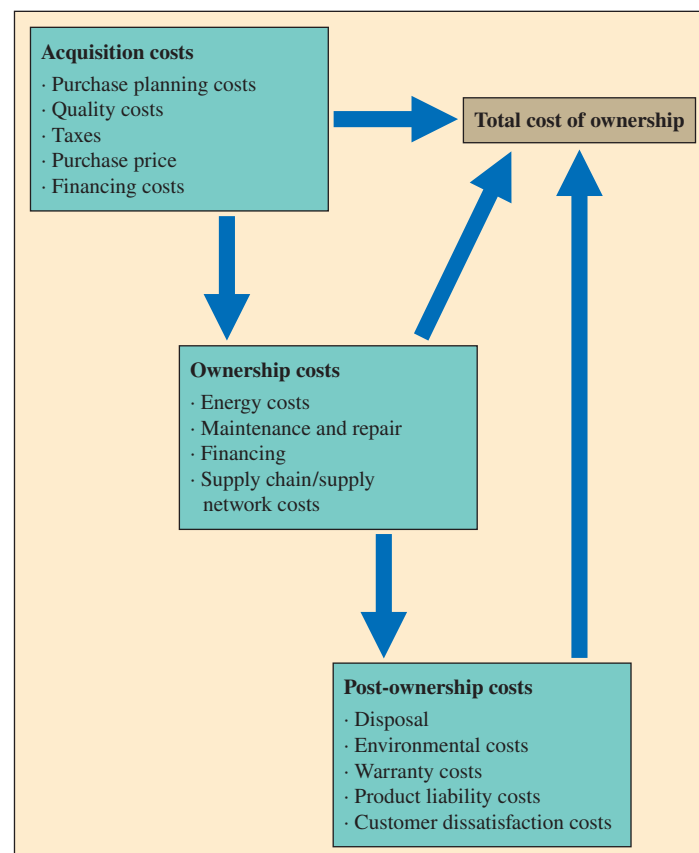 Acquisition costs
· Purchase planning costs
· Quality costs
· Taxes
· Purchase price
· Financing costs
Total cost of ownership
Ownership costs
· Energy costs
· Maintenance and repair
· Financing
· Supply chain/supply
network costs
Post-ownership costs
· Disposal
· Environmental costs
· Warranty costs
· Product liability costs
· Customer dissatisfaction costs